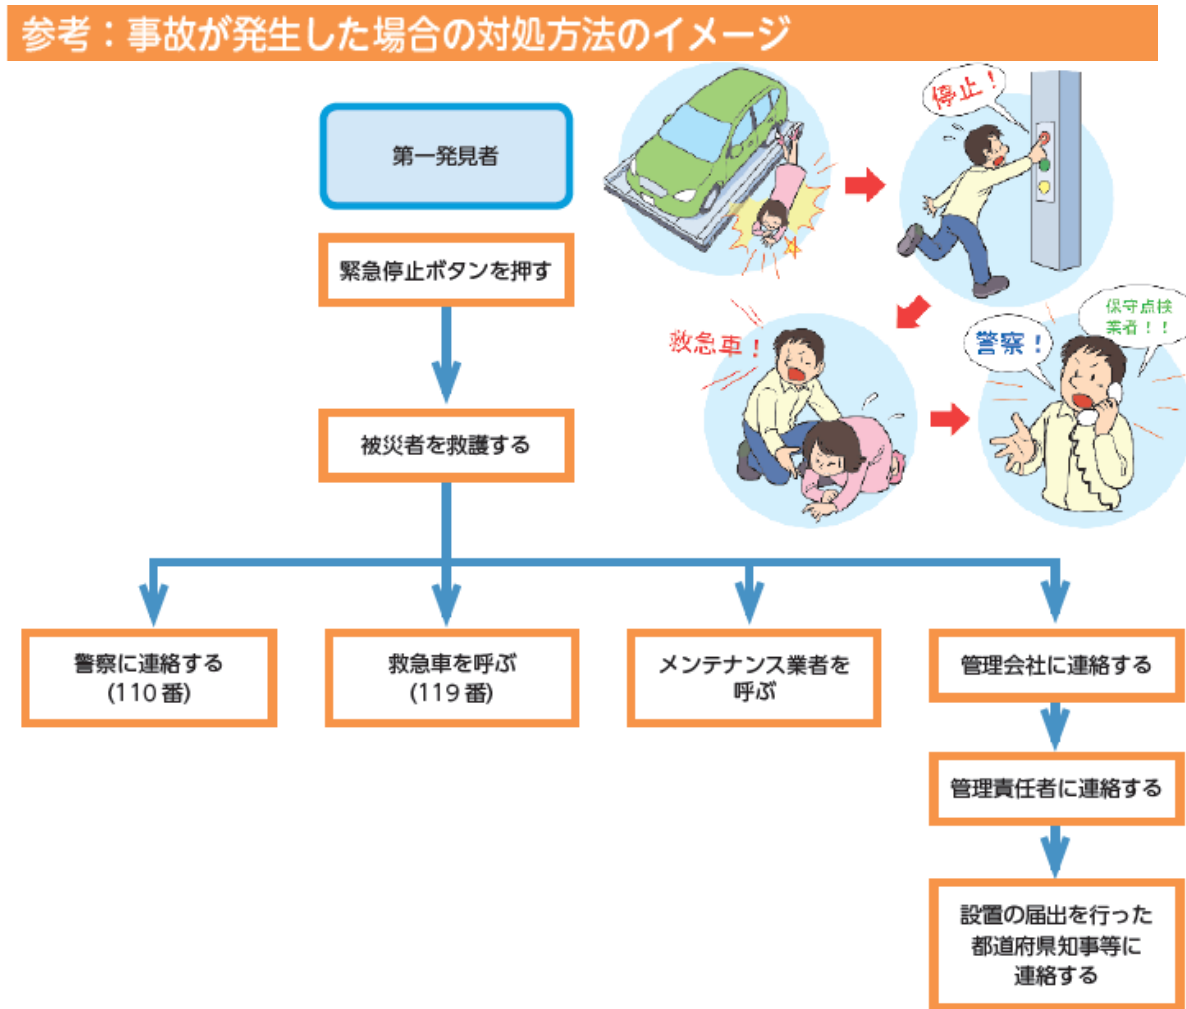 参考：事故が発生した場合の対処方法のイメージ
第一発見者
停止！
緊急停止ボタンを押す
救急車！
警察！
保守点検
業者！！
被災者を救護する
警察に連絡する
(110 番)
救急車を呼ぶ
(119 番)
メンテナンス業者を
呼ぶ
管理会社に連絡する
管理責任者に連絡する
設置の届出を行った
都道府県知事等に
連絡する